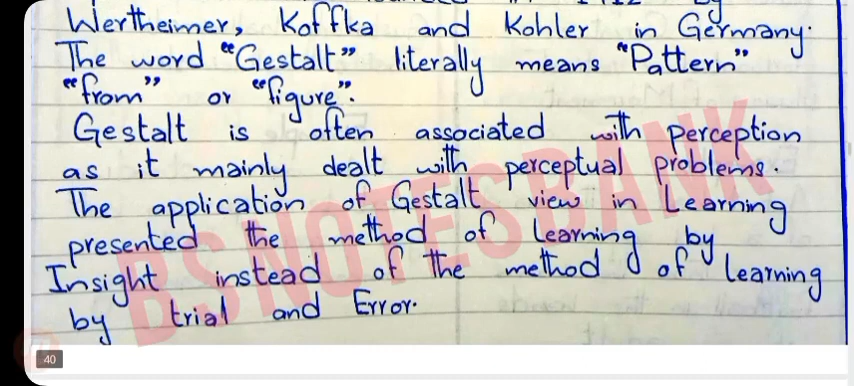 by
Wertheimer, Koffka and Kohler in Germany.
The word "Gestalt" literally means "Pattern"
"from" or "figure".
Gestalt is often associated with perception
as it mainly dealt with perceptual problems.
The application of Gestalt view in Learning
presented the method of learning by
Insight instead of the method of learning
by trial and Error.
BS NOTESBANK
40